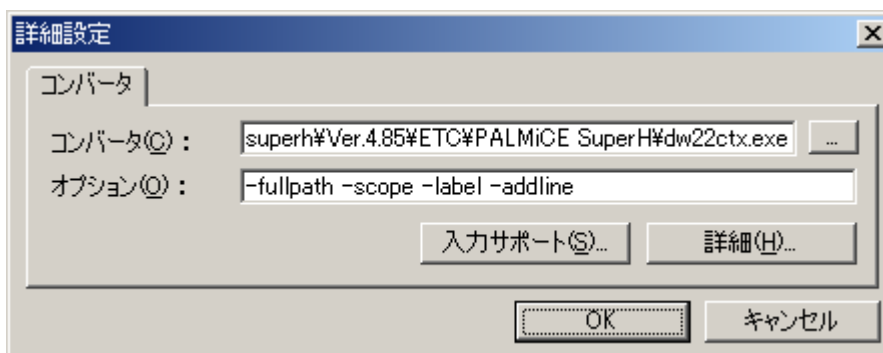 詳細設定
コンバータ
コンバータ(C)： superh¥Ver.4.85¥ETC¥PALMiCE SuperH¥dw22ctx.exe ...
オプション(O)： -fullpath -scope -label -addline
入力サポート(S)... 詳細(H)...
OK キャンセル